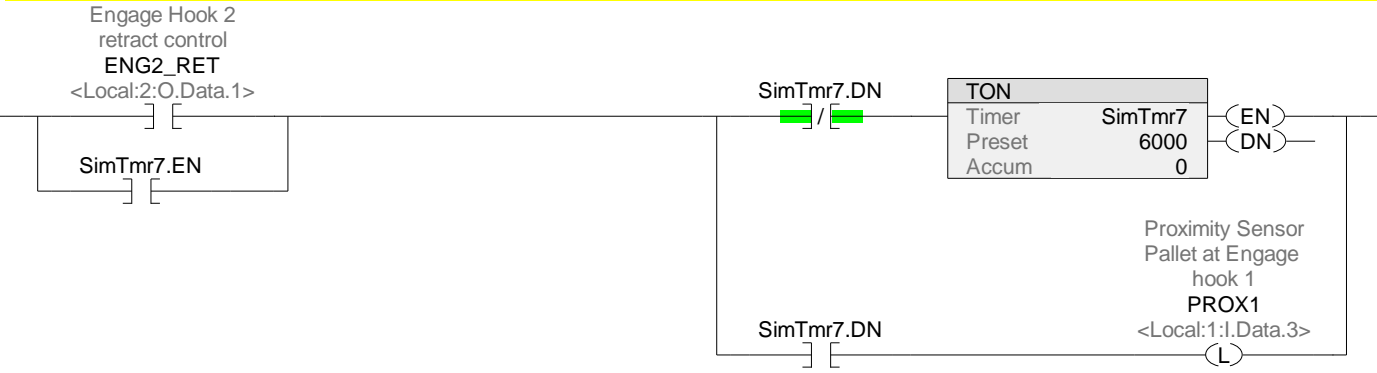 Engage Hook 2
retract control
ENG2_RET
<Local:2:O.Data.1>
SimTmr7.EN
SimTmr7.DN
/
TON
Timer SimTmr7
Preset 6000
Accum 0
EN
DN
Proximity Sensor
Pallet at Engage
hook 1
PROX1
<Local:1:I.Data.3>
SimTmr7.DN
L